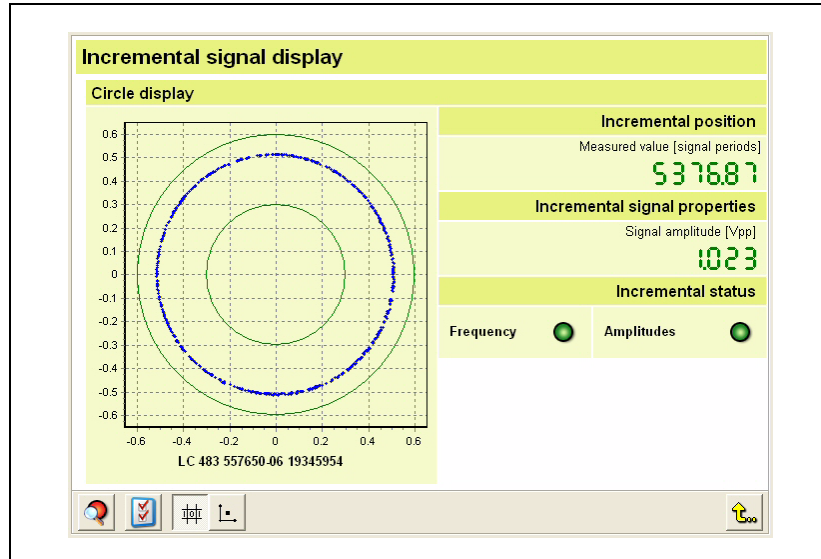 Incremental signal display
Circle display
Incremental position
Measured value [signal periods]
5376.87
Incremental signal properties
Signal amplitude [Vpp]
1.023
Incremental status
Frequency
Amplitudes
0.6
0.5
0.4
0.3
0.2
0.1
0
-0.1
-0.2
-0.3
-0.4
-0.5
-0.6
-0.6 -0.4 -0.2 0 0.2 0.4 0.6
LC 483 557650-06 19345954